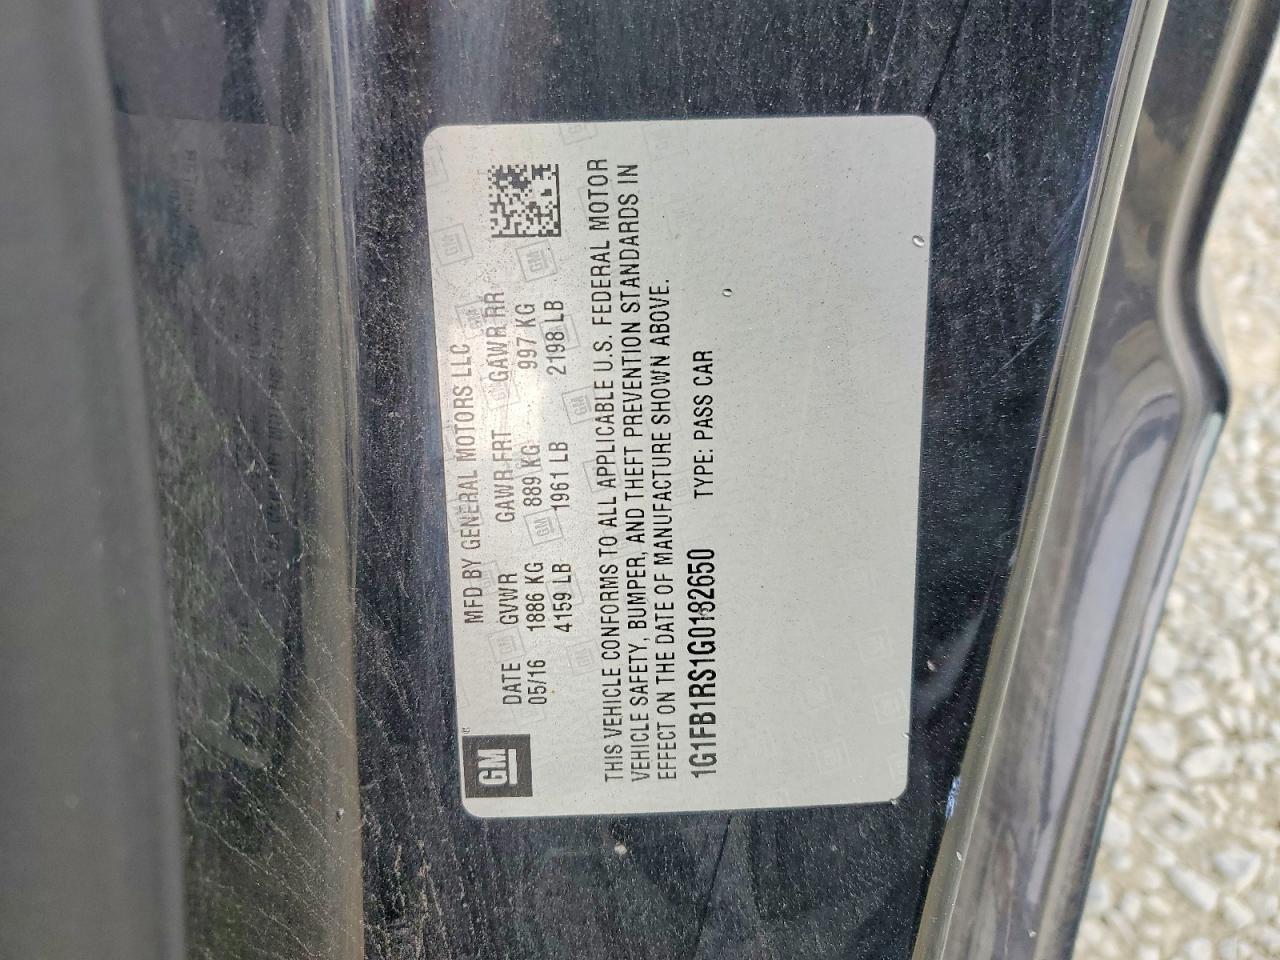 GM
MFD BY GENERAL MOTORS LLC
DATE GVWR GAWR FRT GAWR RR
05/16 1886 KG 889 KG 997 KG
4159 LB 1961 LB 2198 LB
THIS VEHICLE CONFORMS TO ALL APPLICABLE U.S. FEDERAL MOTOR
VEHICLE SAFETY, BUMPER, AND THEFT PREVENTION STANDARDS IN
EFFECT ON THE DATE OF MANUFACTURE SHOWN ABOVE.
1G1FB1RS1G0182650 TYPE: PASS CAR